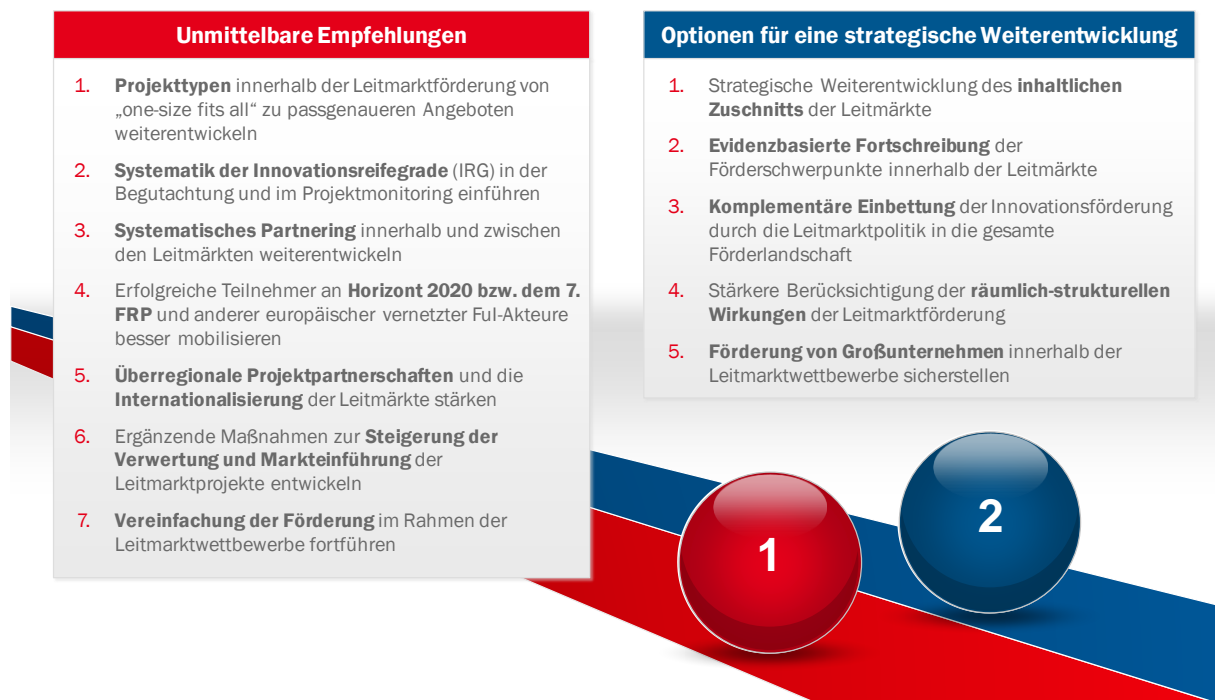 Unmittelbare Empfehlungen
1. Projekttypen innerhalb der Leitmarktförderung von
„one-size fits all“ zu passgenaueren Angeboten
weiterentwickeln
2. Systematik der Innovationsreifegrade (IRG) in der
Begutachtung und im Projektmonitoring einführen
3. Systematisches Partnering innerhalb und zwischen
den Leitmärkten weiterentwickeln
4. Erfolgreiche Teilnehmer an Horizont 2020 bzw. dem 7.
FRP und anderer europäischer vernetzter FuI-Akteure
besser mobilisieren
5. Überregionale Projektpartnerschaften und die
Internationalisierung der Leitmärkte stärken
6. Ergänzende Maßnahmen zur Steigerung der
Verwertung und Markteinführung der
Leitmarktprojekte entwickeln
7. Vereinfachung der Förderung im Rahmen der
Leitmarktwettbewerbe fortführen
Optionen für eine strategische Weiterentwicklung
1. Strategische Weiterentwicklung des inhaltlichen
Zuschnitts der Leitmärkte
2. Evidenzbasierte Fortschreibung der
Förderschwerpunkte innerhalb der Leitmärkte
3. Komplementäre Einbettung der Innovationsförderung
durch die Leitmarktpolitik in die gesamte
Förderlandschaft
4. Stärkere Berücksichtigung der räumlich-strukturellen
Wirkungen der Leitmarktförderung
5. Förderung von Großunternehmen innerhalb der
Leitmarktwettbewerbe sicherstellen
1
2